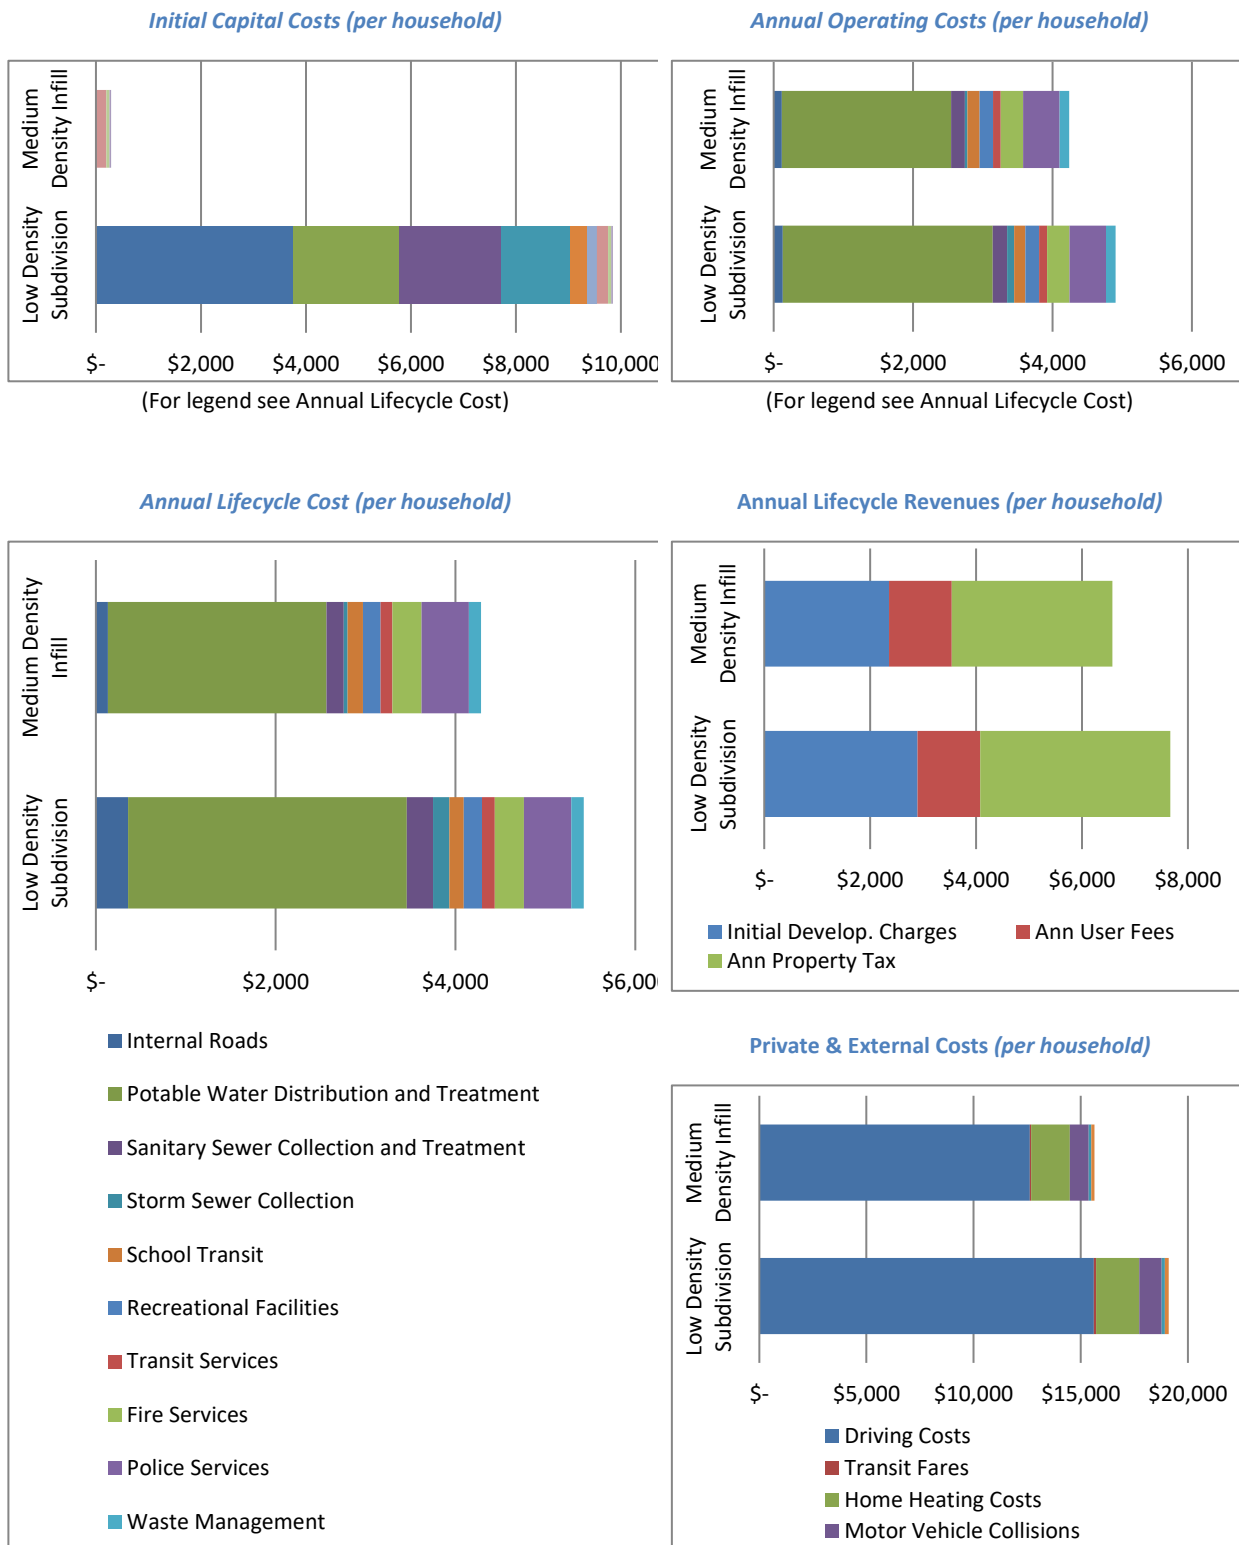 Initial Capital Costs (per household)
Medium
Density Infill
Low Density
Subdivision
$-
$2,000
$4,000
$6,000
$8,000
$10,000
(For legend see Annual Lifecycle Cost)
Annual Operating Costs (per household)
Medium
Density Infill
Low Density
Subdivision
$-
$2,000
$4,000
$6,000
(For legend see Annual Lifecycle Cost)
Annual Lifecycle Cost (per household)
Medium Density
Infill
Low Density
Subdivision
$-
$2,000
$4,000
$6,00
Internal Roads
Potable Water Distribution and Treatment
Sanitary Sewer Collection and Treatment
Storm Sewer Collection
School Transit
Recreational Facilities
Transit Services
Fire Services
Police Services
Waste Management
Annual Lifecycle Revenues (per household)
Medium
Density Infill
Low Density
Subdivision
$-
$2,000
$4,000
$6,000
$8,000
Initial Develop. Charges
Ann User Fees
Ann Property Tax
Private & External Costs (per household)
Medium
Density Infill
Low Density
Subdivision
$-
$5,000
$10,000
$15,000
$20,000
Driving Costs
Transit Fares
Home Heating Costs
Motor Vehicle Collisions